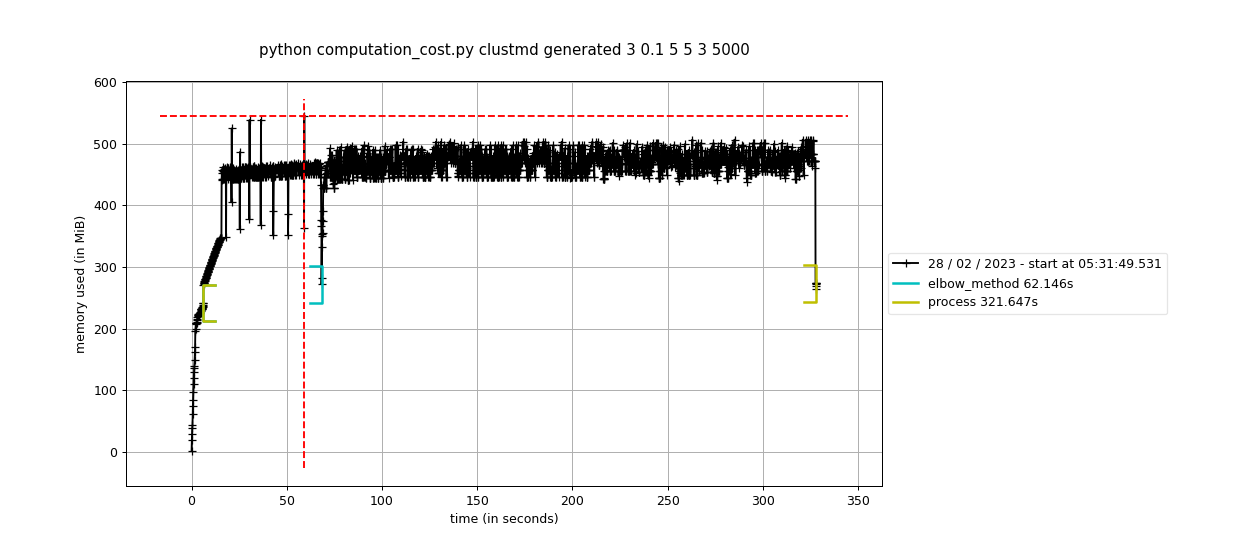 python computation_cost.py clustmd generated 3 0.1 5 5 3 5000
600
500
400
300
200
100
0
memory used (in MiB)
0 50 100 150 200 250 300 350
time (in seconds)
28 / 02 / 2023 - start at 05:31:49.531
elbow_method 62.146s
process 321.647s